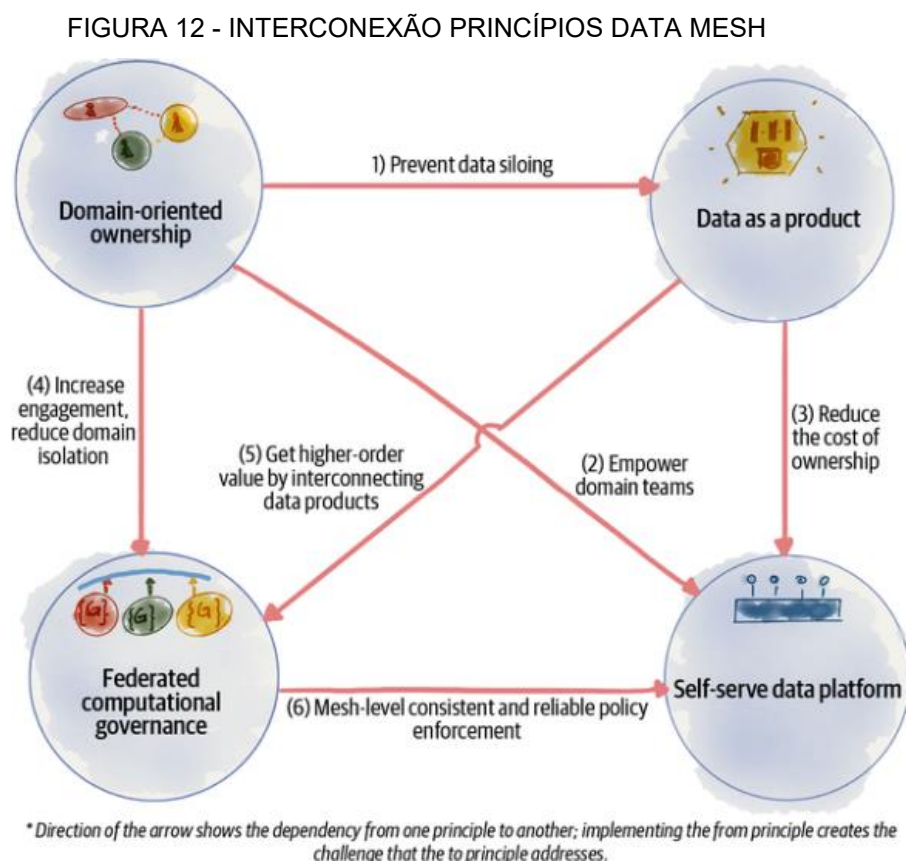 FIGURA 12 - INTERCONEXÃO PRINCÍPIOS DATA MESH
Domain-oriented
ownership
1) Prevent data siloing
Data as a product
(4) Increase
engagement,
reduce domain
isolation
(5) Get higher-order
value by interconnecting
data products
(2) Empower
domain teams
(3) Reduce
the cost of
ownership
{G} {G} {G}
Federated
computational
governance
(6) Mesh-level consistent and reliable policy
enforcement
Self-serve data platform
* Direction of the arrow shows the dependency from one principle to another; implementing the from principle creates the
challenge that the to principle addresses.